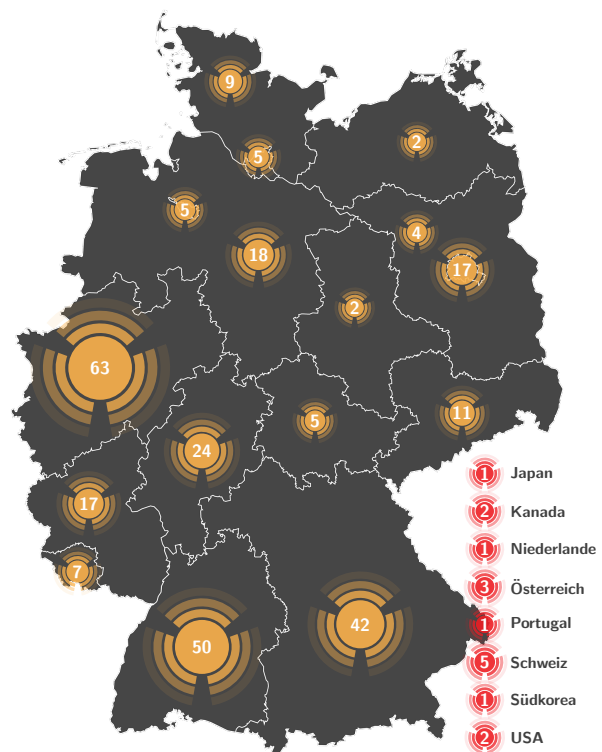 9
2
5
5
4
18
17
2
63
11
5
24
17
7
42
50
1 Japan
2 Kanada
1 Niederlande
3 Österreich
1 Portugal
5 Schweiz
1 Südkorea
2 USA